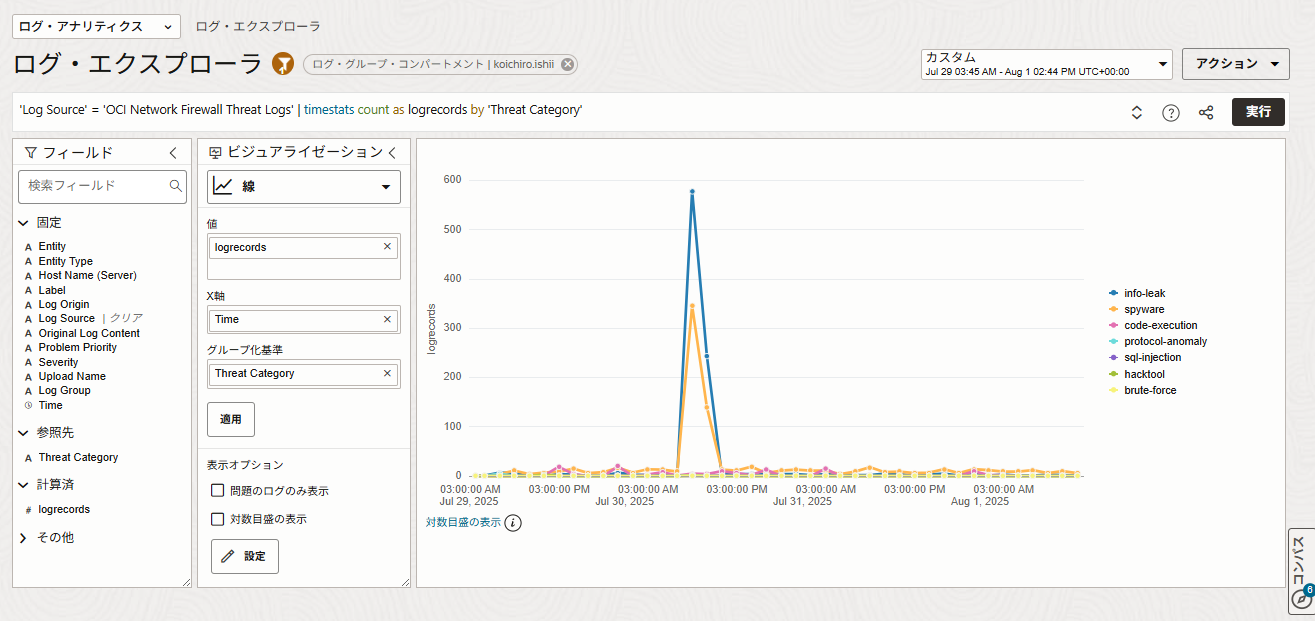 ログ・アナリティクス ログ・エクスプローラ
ログ・エクスプローラ ログ・グループ・コンパートメント | koichiro.ishii
カスタム
Jul 29 03:45 AM - Aug 1 02:44 PM UTC+00:00
アクション
'Log Source' = 'OCI Network Firewall Threat Logs' | timestats count as logrecords by 'Threat Category'
実行
フィールド
検索フィールド
固定
A Entity
A Entity Type
A Host Name (Server)
A Label
A Log Origin
A Log Source | クリア
A Original Log Content
A Problem Priority
A Severity
A Upload Name
A Log Group
Time
参照先
A Threat Category
計算済
# logrecords
その他
ビジュアライゼーション
線
値
logrecords
X軸
Time
グループ化基準
Threat Category
適用
表示オプション
問題のログのみ表示
対数目盛の表示
設定
logrecords
600
500
400
300
200
100
0
03:00:00 AM 03:00:00 PM 03:00:00 AM 03:00:00 PM 03:00:00 AM 03:00:00 PM 03:00:00 AM
Jul 29, 2025 Jul 30, 2025 Jul 31, 2025 Aug 1, 2025
対数目盛の表示
info-leak
spyware
code-execution
protocol-anomaly
sql-injection
hacktool
brute-force
コンパス
6